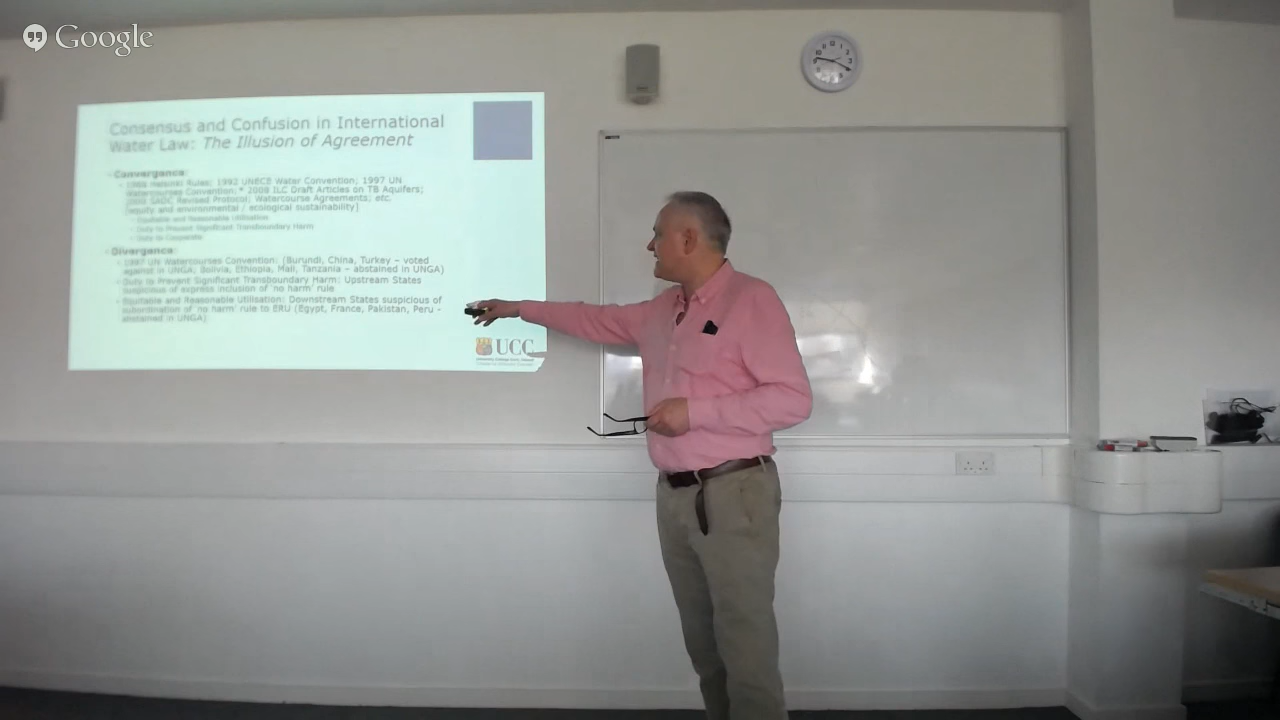 Google
Consensus and Confusion in International
Water Law: The Illusion of Agreement
Convergence:
Rules; 1992 UNECE Water Convention; 1997 UN
Watercourses Convention; * 2008 ILC Draft Articles on TB Aquifers;
SADC Revised Protocol; Watercourse Agreements; etc.
[equity and environmental / ecological sustainability]
Equitable and Reasonable Utilisation
Duty to Prevent Significant Transboundary Harm
Duty to Cooperate
Divergence:
1997 UN Watercourses Convention: (Burundi, China, Turkey – voted
against in UNGA; Bolivia, Ethiopia, Mali, Tanzania – abstained in UNGA)
Duty to Prevent Significant Transboundary Harm: Upstream States
suspicious of express inclusion of 'no harm' rule
Equitable and Reasonable Utilisation: Downstream States suspicious of
subordination of 'no harm' rule to ERU (Egypt, France, Pakistan, Peru -
abstained in UNGA)
UCC